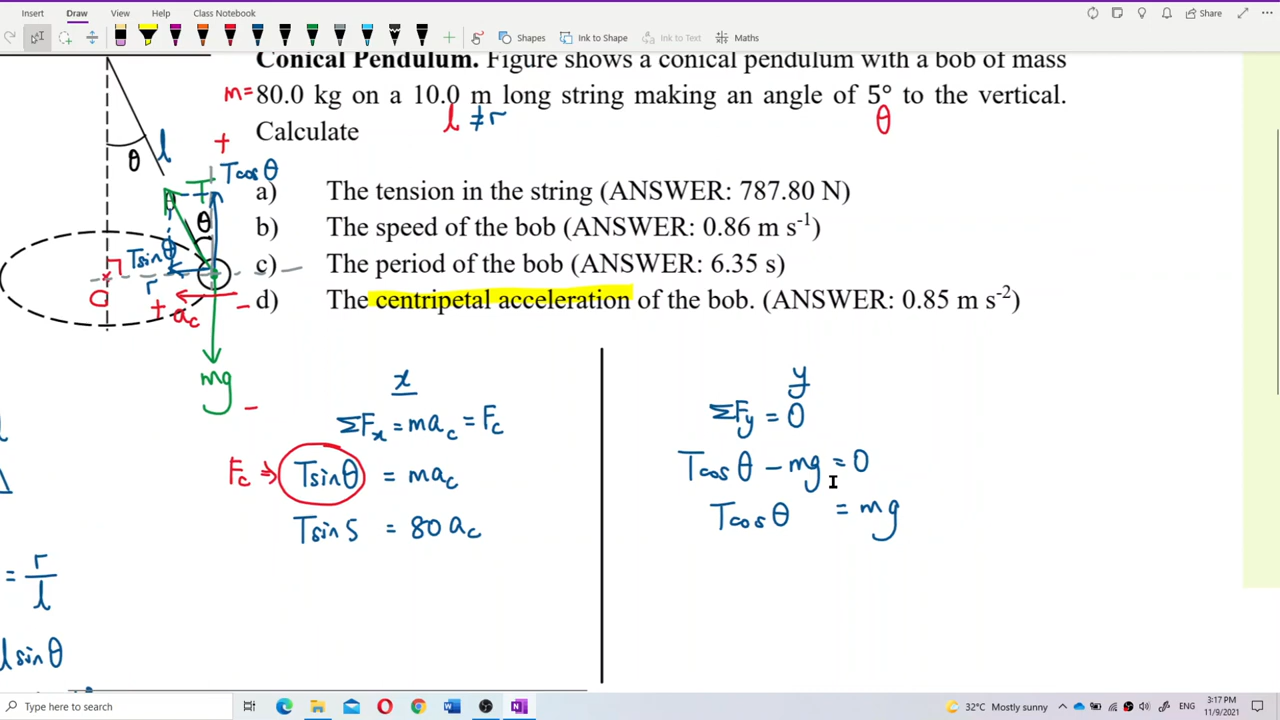 Insert Draw View Help Class Notebook Share
Shapes Ink to Shape Ink to Text Maths
Conical Pendulum. Figure shows a conical pendulum with a bob of mass
m= 80.0 kg on a 10.0 m long string making an angle of 5° to the vertical.
l ≠ r θ
Calculate
a) The tension in the string (ANSWER: 787.80 N)
b) The speed of the bob (ANSWER: 0.86 m s-1)
c) The period of the bob (ANSWER: 6.35 s)
d) The centripetal acceleration of the bob. (ANSWER: 0.85 m s-2)
θ l
+
Tcosθ
T
θ θ
Tsinθ
r
O
+ ac -
mg
-
x
ΣFx = mac = Fc
Fc ⇒ Tsinθ = mac
Tsin5 = 80 ac
y
ΣFy = 0
Tcosθ - mg = 0
Tcosθ = mg
= r/l
lsinθ
Type here to search
32°C Mostly sunny
3:17 PM
11/9/2021